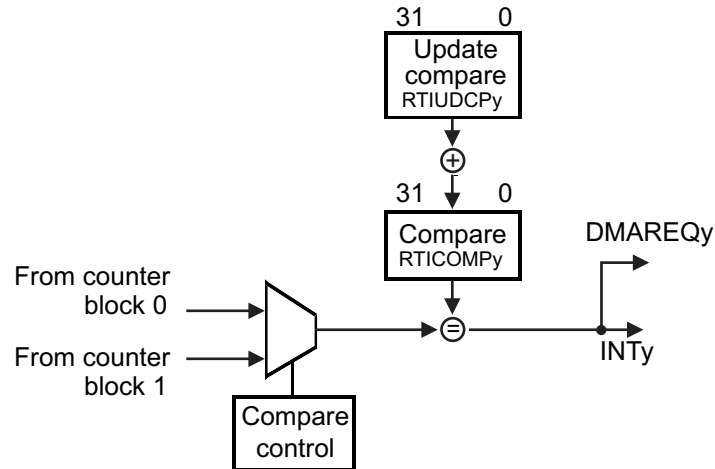 31 0
Update
compare
RTIUDCPy
+
31 0
Compare
RTICOMPy
DMAREQy
From counter
block 0
=
INTy
From counter
block 1
Compare
control